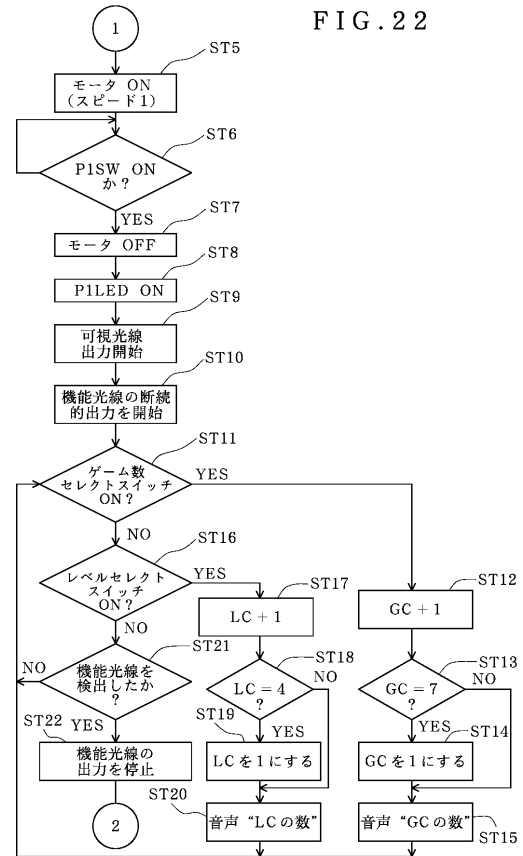 FIG.22
1
ST5
モータ ON
(スピード1)
ST6
P1SW ON
か?
YES
ST7
モータ OFF
ST8
P1LED ON
ST9
可視光線
出力開始
ST10
機能光線の断続
的出力を開始
ST11
ゲーム数
セレクトスイッチ
ON?
YES
NO
ST16
レベルセレクト
スイッチ
ON?
YES
NO
ST17
LC+1
ST12
GC+1
ST21
機能光線を
検出したか
?
NO
YES
ST18
LC=4
?
NO
YES
ST13
GC=7
?
NO
YES
ST22
機能光線の
出力を停止
ST19
LCを1にする
ST14
GCを1にする
ST20
音声“LCの数”
音声“GCの数”
ST15
2